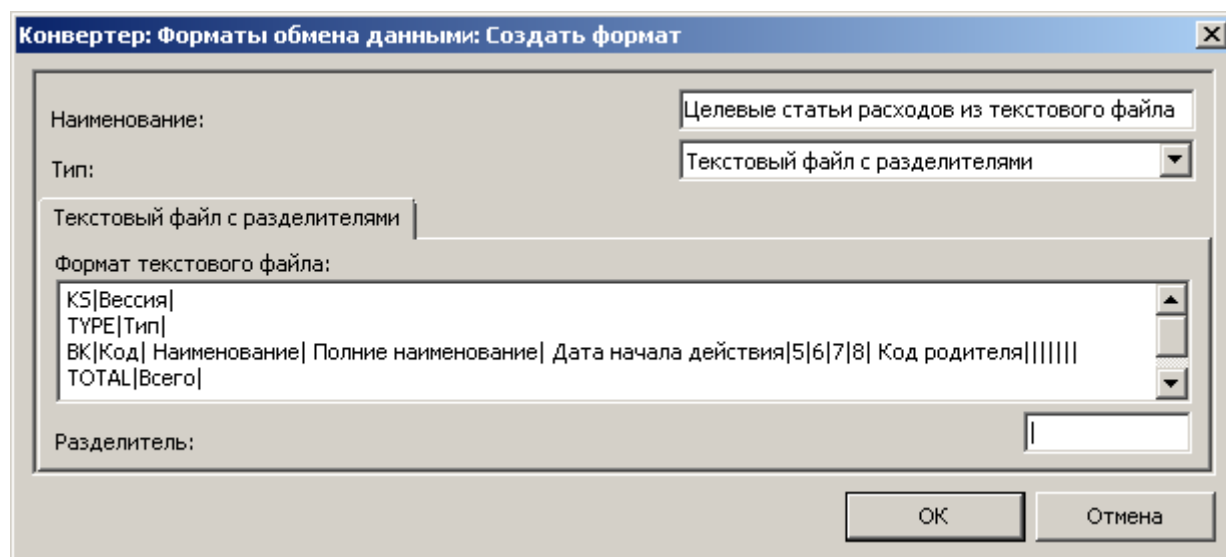 Конвертер: Форматы обмена данными: Создать формат
Наименование: Целевые статьи расходов из текстового файла
Тип: Текстовый файл с разделителями
Текстовый файл с разделителями
Формат текстового файла:
KS|Вессия|
TYPE|Тип|
BK|Код| Наименование| Полние наименование| Дата начала действия|5|6|7|8| Код родителя|||||||
TOTAL|Всего|
Разделитель: |
OK Отмена